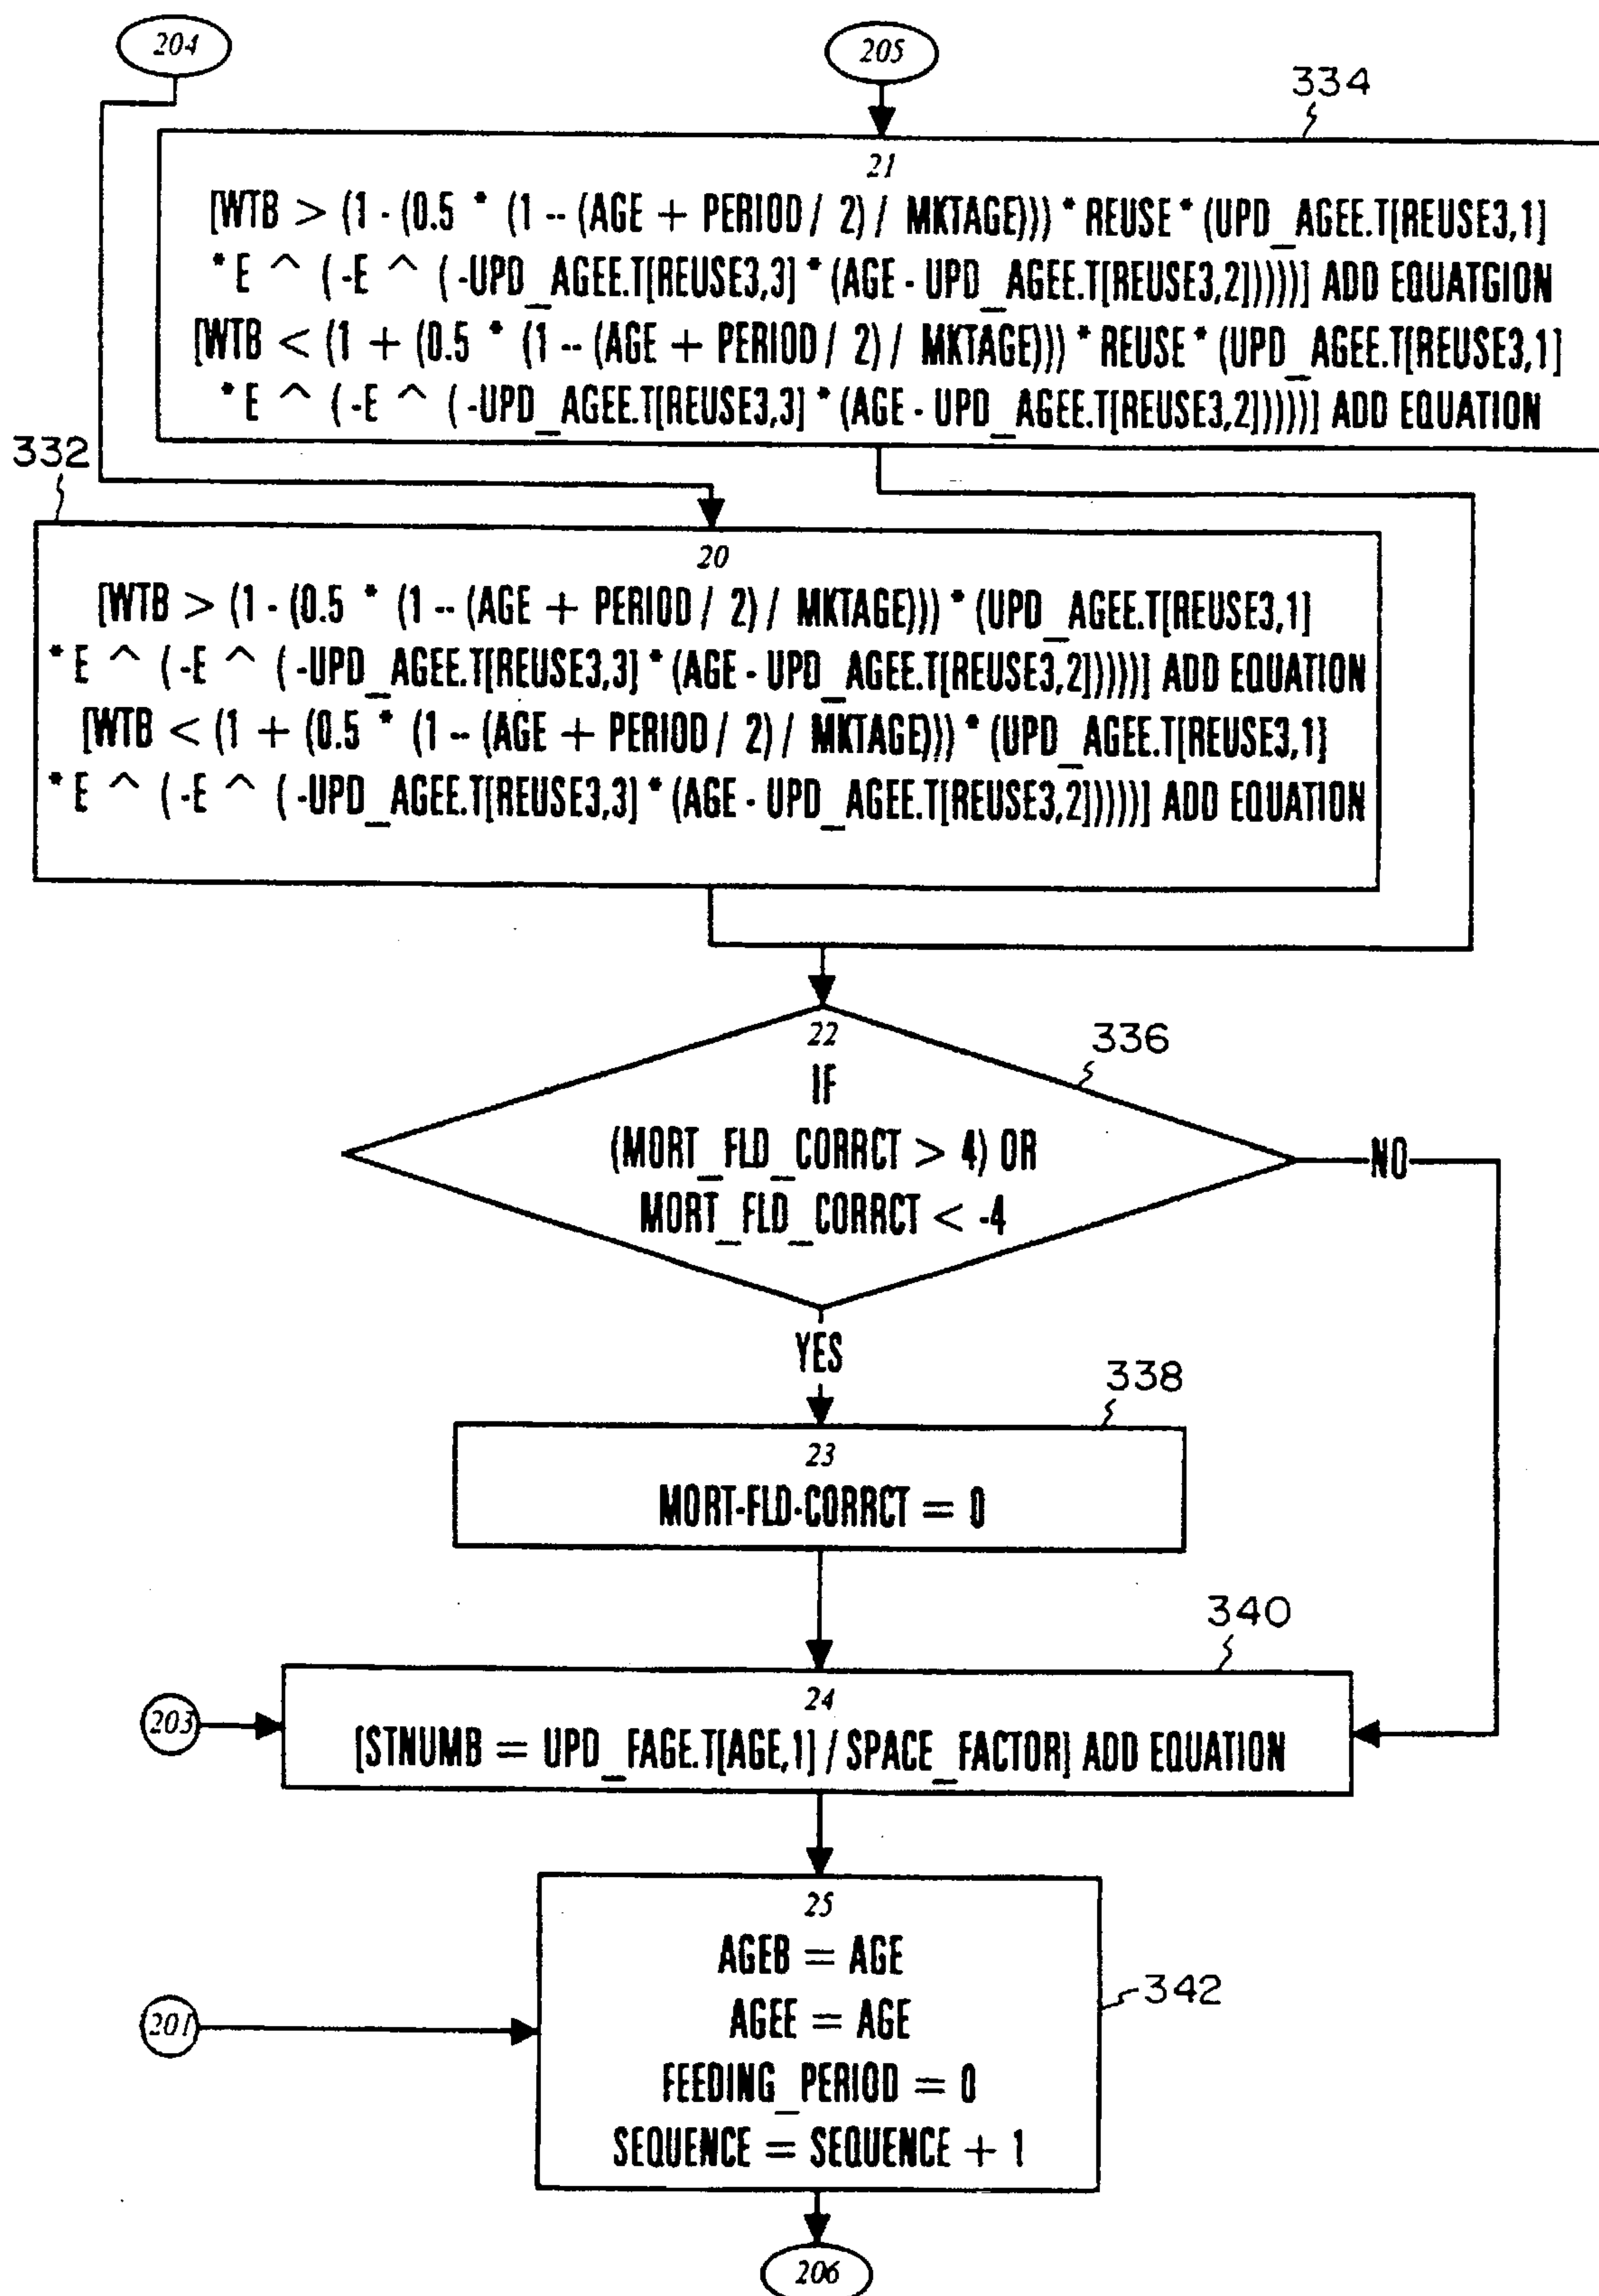 204
205
334
21
[WTB > (1 - (0.5 * (1 -- (AGE + PERIOD / 2) / MKTAGE))) * REUSE * (UPD_AGEE.T[REUSE3,1]
* E ^ (-E ^ (-UPD_AGEE.T[REUSE3,3] * (AGE - UPD_AGEE.T[REUSE3,2]))))] ADD EQUATGION
[WTB < (1 + (0.5 * (1 -- (AGE + PERIOD / 2) / MKTAGE))) * REUSE * (UPD_AGEE.T[REUSE3,1]
* E ^ (-E ^ (-UPD_AGEE.T[REUSE3,3] * (AGE - UPD_AGEE.T[REUSE3,2]))))] ADD EQUATION
332
20
[WTB > (1 - (0.5 * (1 -- (AGE + PERIOD / 2) / MKTAGE))) * (UPD_AGEE.T[REUSE3,1]
* E ^ (-E ^ (-UPD_AGEE.T[REUSE3,3] * (AGE - UPD_AGEE.T[REUSE3,2]))))] ADD EQUATION
[WTB < (1 + (0.5 * (1 -- (AGE + PERIOD / 2) / MKTAGE))) * (UPD_AGEE.T[REUSE3,1]
* E ^ (-E ^ (-UPD_AGEE.T[REUSE3,3] * (AGE - UPD_AGEE.T[REUSE3,2]))))] ADD EQUATION
22
336
IF
(MORT_FLD_CORRCT > 4) OR
NO
MORT_FLD_CORRCT < -4
YES
338
23
MORT-FLD-CORRCT = 0
340
24
203
[STNUMB = UPD_FAGE.T[AGE,1] / SPACE_FACTOR] ADD EQUATION
25
AGEB = AGE
342
AGEE = AGE
201
FEEDING_PERIOD = 0
SEQUENCE = SEQUENCE + 1
206